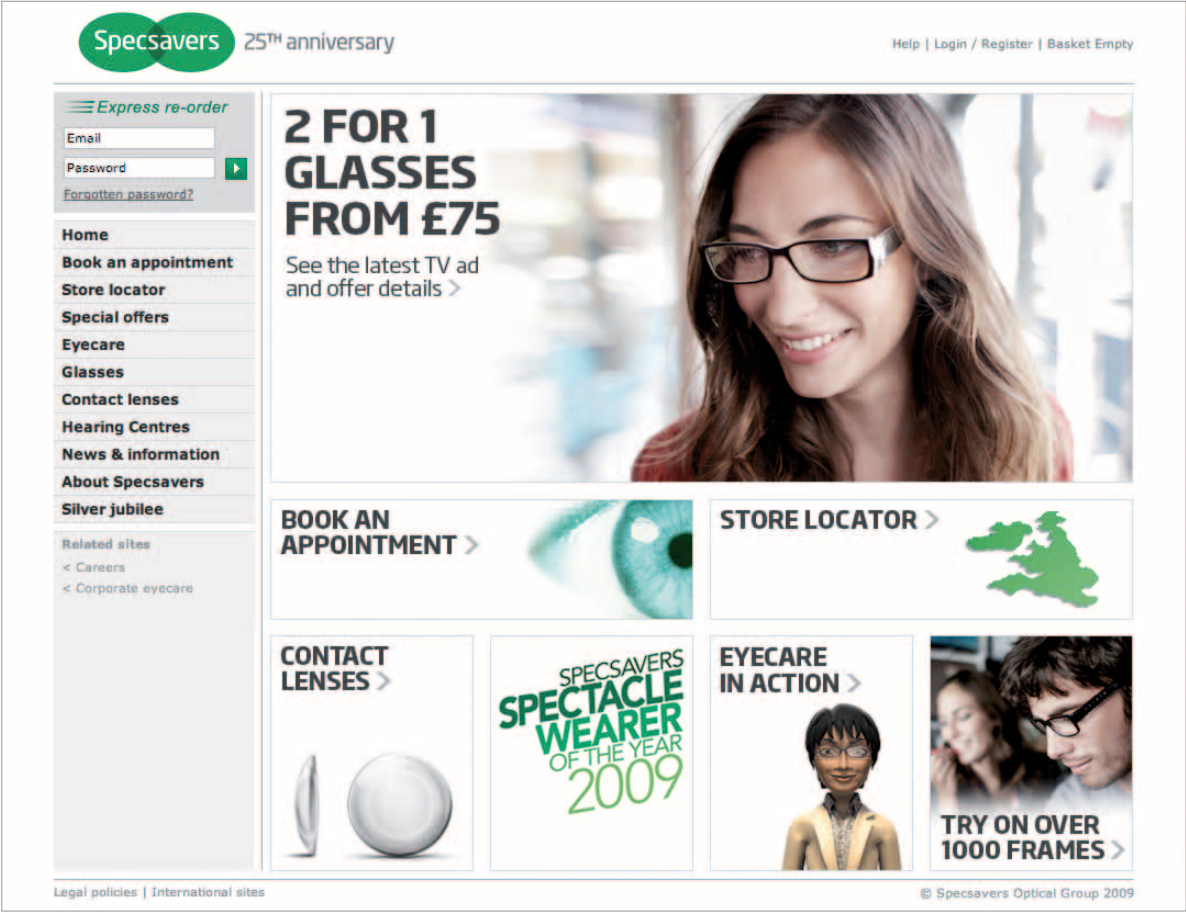 Specsavers 25TH anniversary
Help | Login / Register | Basket Empty
Express re-order
Email
Password
Forgotten password?
Home
Book an appointment
Store locator
Special offers
Eyecare
Glasses
Contact lenses
Hearing Centres
News & information
About Specsavers
Silver jubilee
Related sites
< Careers
< Corporate eyecare
2 FOR 1
GLASSES
FROM £75
See the latest TV ad
and offer details >
BOOK AN
APPOINTMENT >
STORE LOCATOR >
CONTACT
LENSES >
SPECSAVERS
SPECTACLE
WEARER
OF THE YEAR
2009
EYECARE
IN ACTION >
TRY ON OVER
1000 FRAMES >
Legal policies | International sites
© Specsavers Optical Group 2009